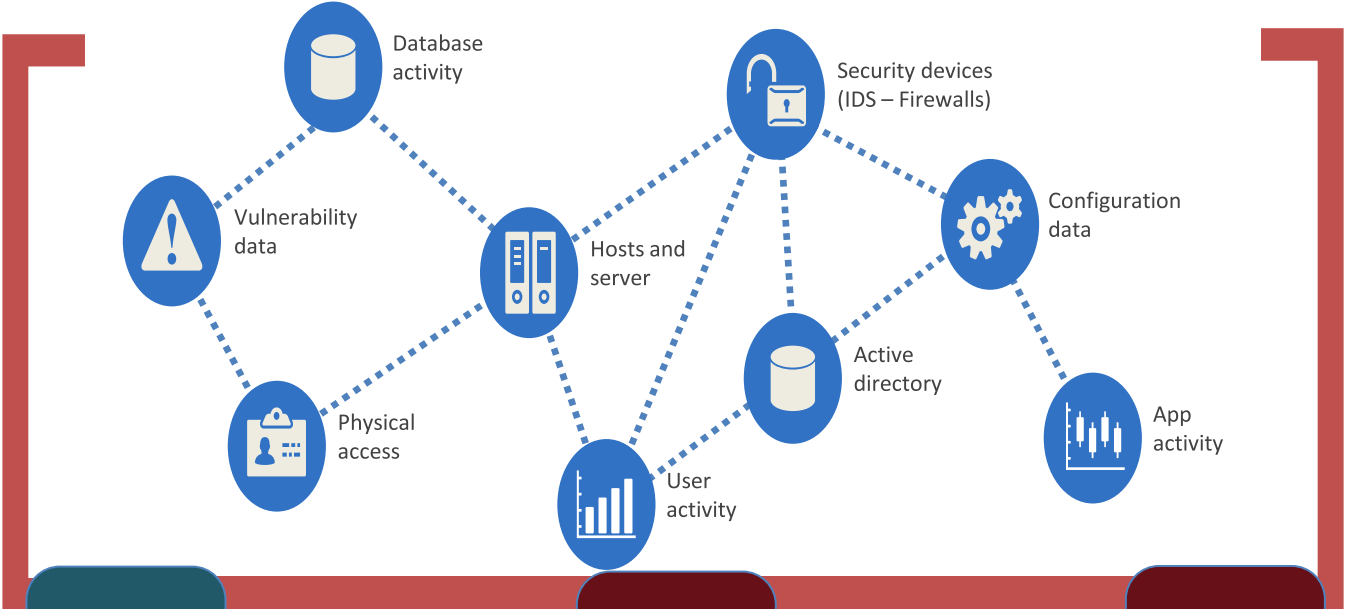 Database
activity
Security devices
(IDS – Firewalls)
Vulnerability
data
Configuration
data
Hosts and
server
Active
directory
Physical
access
App
activity
User
activity